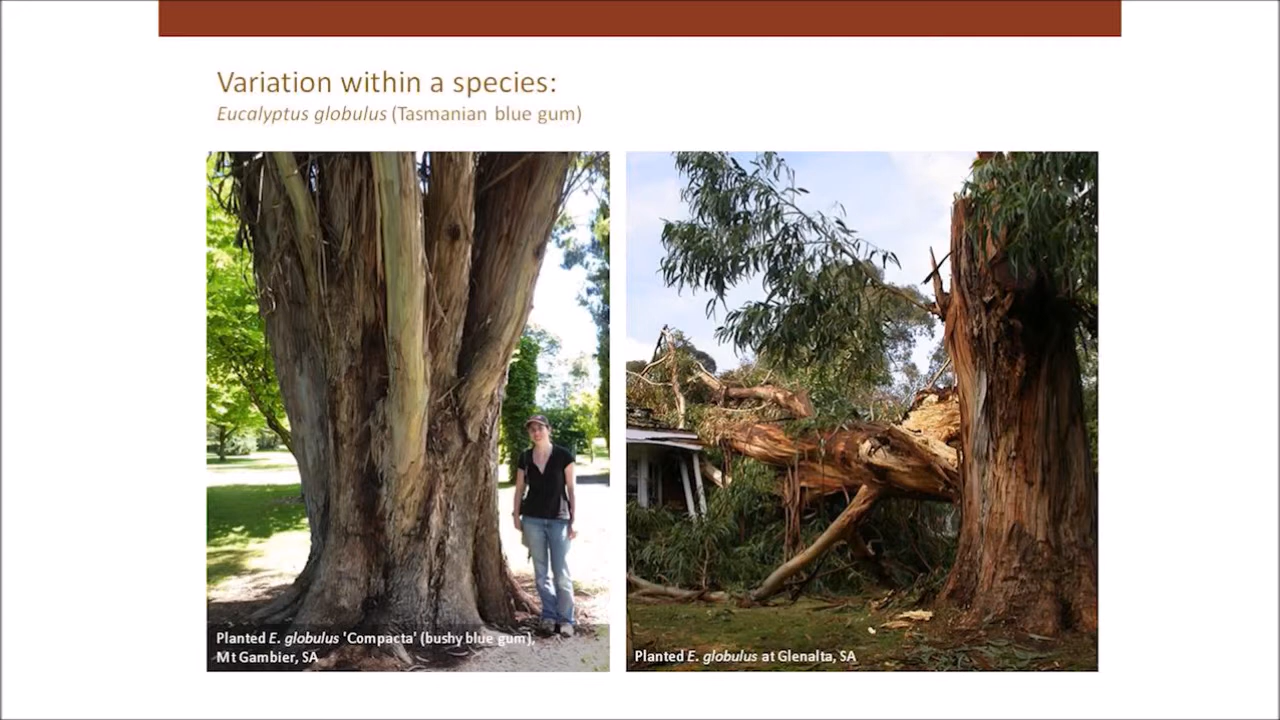 Variation within a species:
Eucalyptus globulus (Tasmanian blue gum)
Planted E. globulus 'Compacta' (bushy blue gum),
Mt Gambier, SA
Planted E. globulus at Glenalta, SA